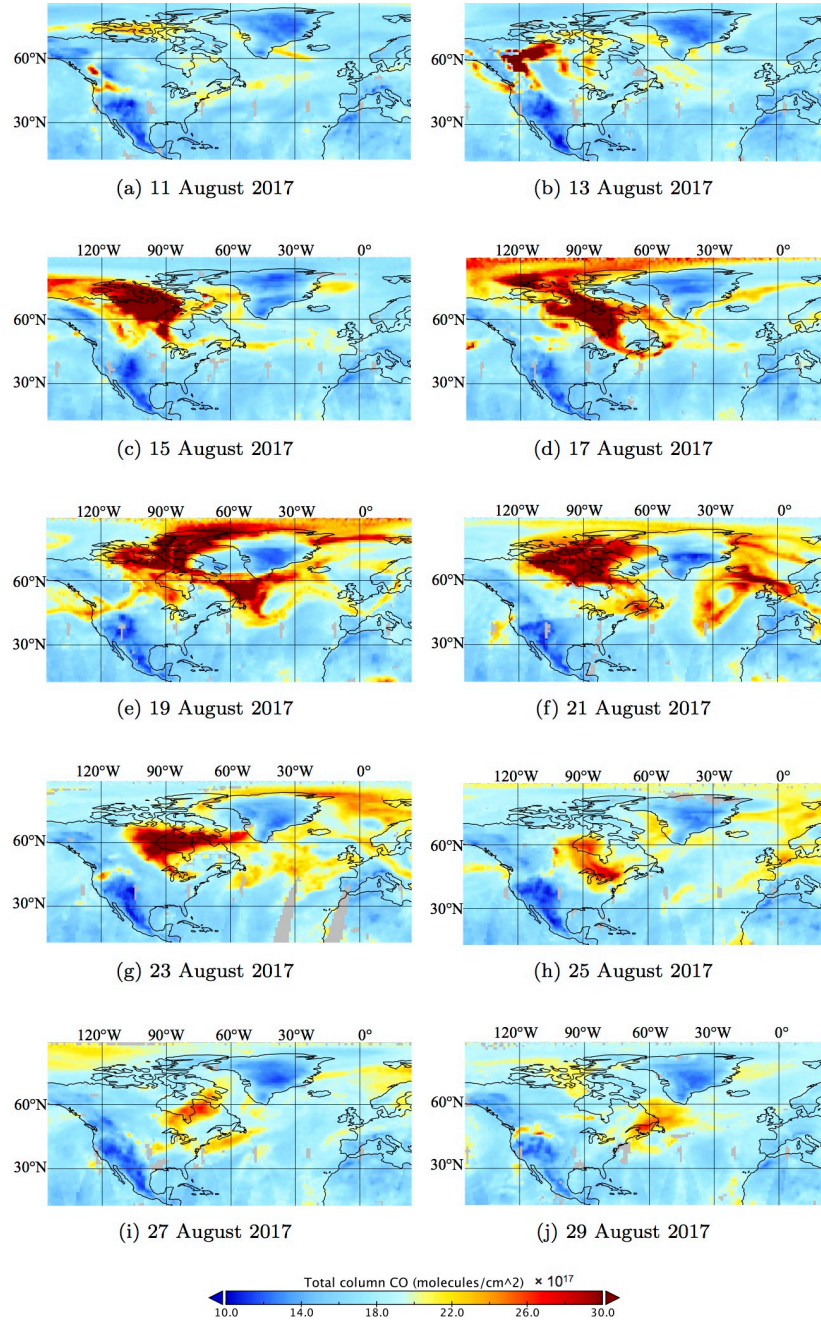 60°N
30°N
60°N
30°N
(a) 11 August 2017
(b) 13 August 2017
120°W 90°W 60°W 30°W 0°
120°W 90°W 60°W 30°W 0°
60°N
30°N
60°N
30°N
(c) 15 August 2017
(d) 17 August 2017
120°W 90°W 60°W 30°W 0°
120°W 90°W 60°W 30°W 0°
60°N
30°N
60°N
30°N
(e) 19 August 2017
(f) 21 August 2017
120°W 90°W 60°W 30°W 0°
120°W 90°W 60°W 30°W 0°
60°N
30°N
60°N
30°N
(g) 23 August 2017
(h) 25 August 2017
120°W 90°W 60°W 30°W 0°
120°W 90°W 60°W 30°W 0°
60°N
30°N
60°N
30°N
(i) 27 August 2017
(j) 29 August 2017
Total column CO (molecules/cm^2) × 10¹⁷
10.0 14.0 18.0 22.0 26.0 30.0